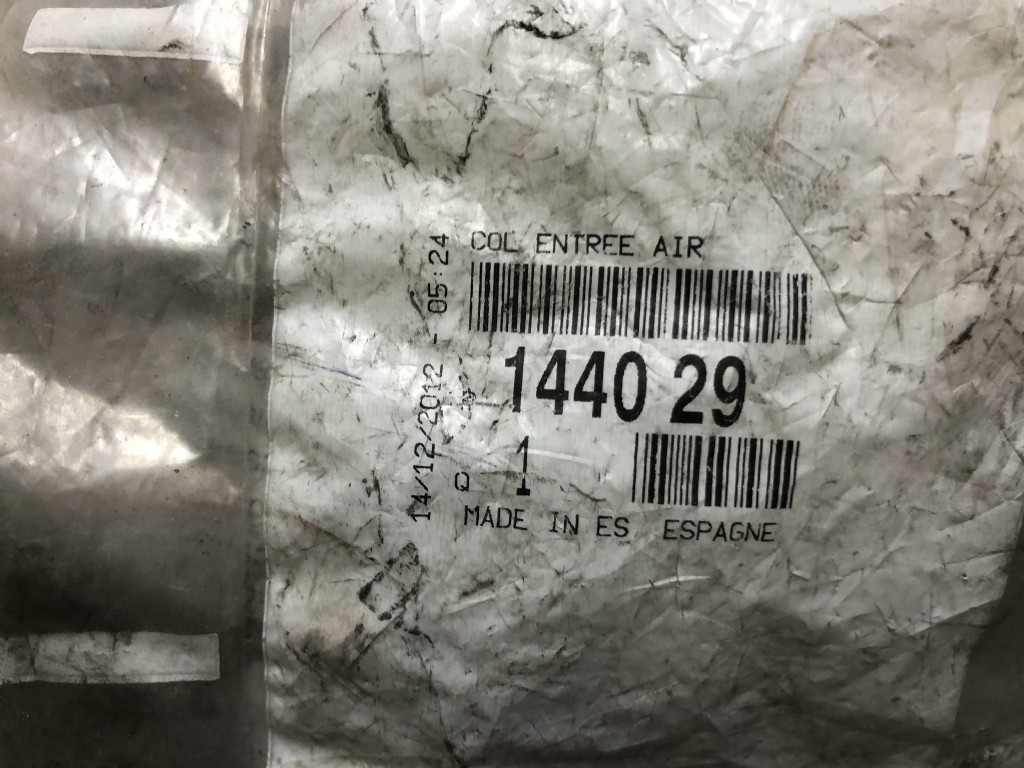 COL ENTREE AIR
14/12/2012 - 05:24
1440 29
Q 1
MADE IN ES ESPAGNE